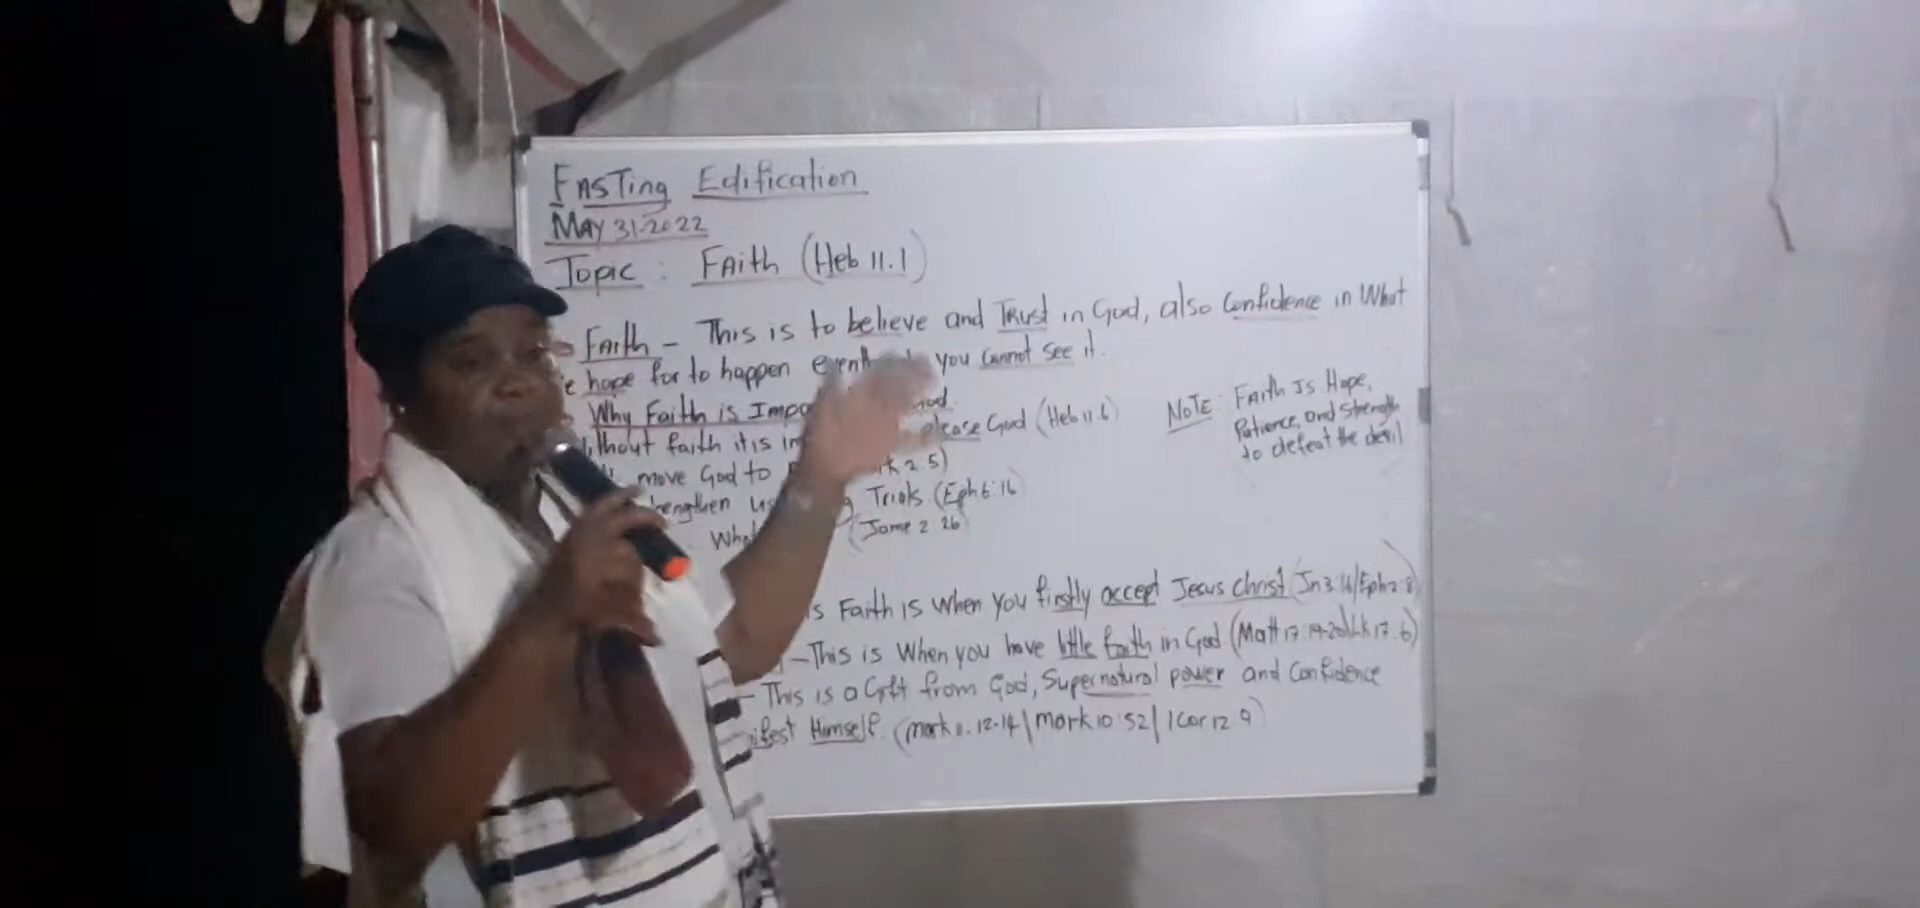 Fasting Edification
MAY 31-2022
Topic: Faith (Heb 11.1)
Faith - This is to believe and Trust in God, also Confidence in What
hope for to happen you cannot see it.
Why Faith is
NOTE: Faith Is Hope,
Patience, and strength
to defeat the devil
faith it is please God (Heb 11.6)
move God to 2 5)
us Trials (Eph 6:16
(Jame 2 26)
Faith is When you firstly accept Jesus Christ (Jn 3 16/Eph 2 8)
-This is When you have little faith in God (Matt 17:19-20/Lk 17.6)
- This is a Gift from God, Supernatural power and Confidence
Himself. (mark 11.12-14|mark 10:52|1 Cor 12 9)